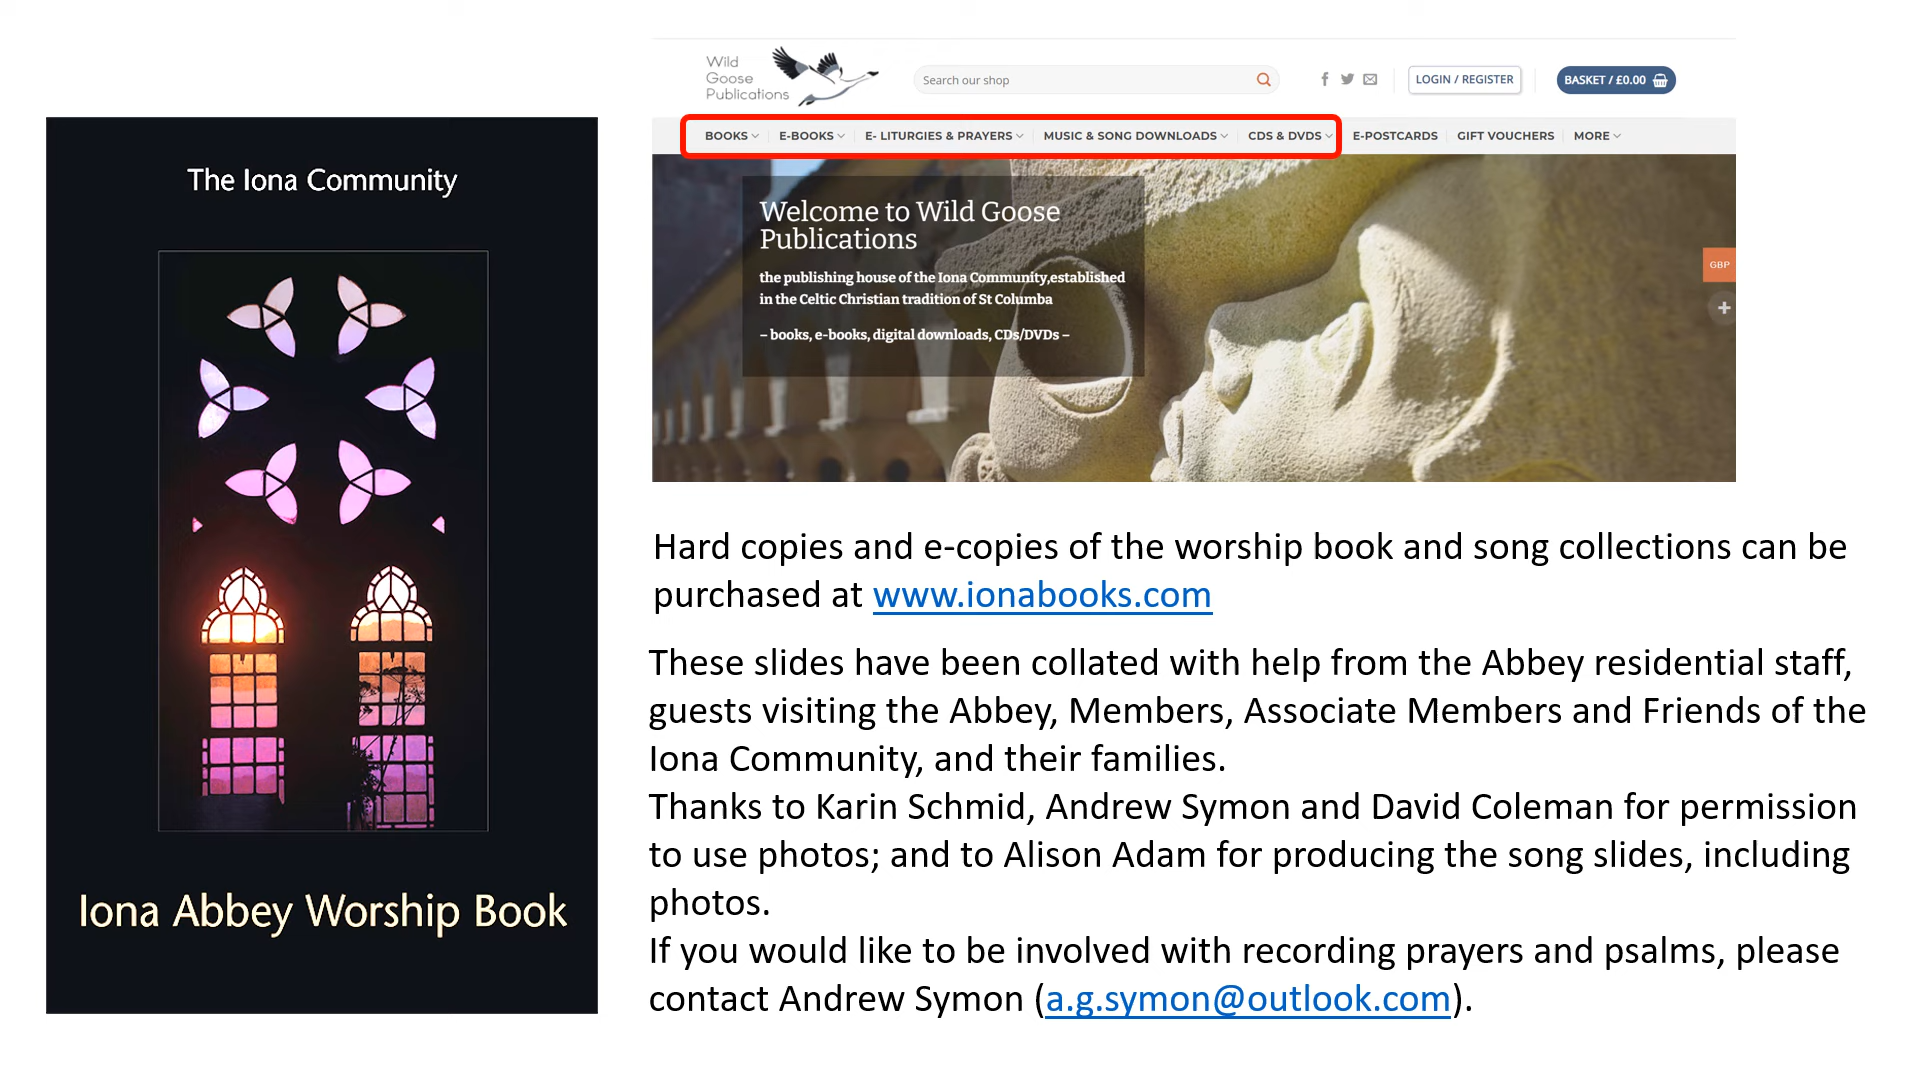 The Iona Community
Iona Abbey Worship Book
Wild
Goose
Publications
Search our shop
LOGIN / REGISTER
BASKET / £0.00
BOOKS
E-BOOKS
E- LITURGIES & PRAYERS
MUSIC & SONG DOWNLOADS
CDS & DVDS
E-POSTCARDS
GIFT VOUCHERS
MORE
Welcome to Wild Goose
Publications
the publishing house of the Iona Community,established
in the Celtic Christian tradition of St Columba
– books, e-books, digital downloads, CDs/DVDs –
GBP
Hard copies and e-copies of the worship book and song collections can be
purchased at www.ionabooks.com
These slides have been collated with help from the Abbey residential staff,
guests visiting the Abbey, Members, Associate Members and Friends of the
Iona Community, and their families.
Thanks to Karin Schmid, Andrew Symon and David Coleman for permission
to use photos; and to Alison Adam for producing the song slides, including
photos.
If you would like to be involved with recording prayers and psalms, please
contact Andrew Symon (a.g.symon@outlook.com).